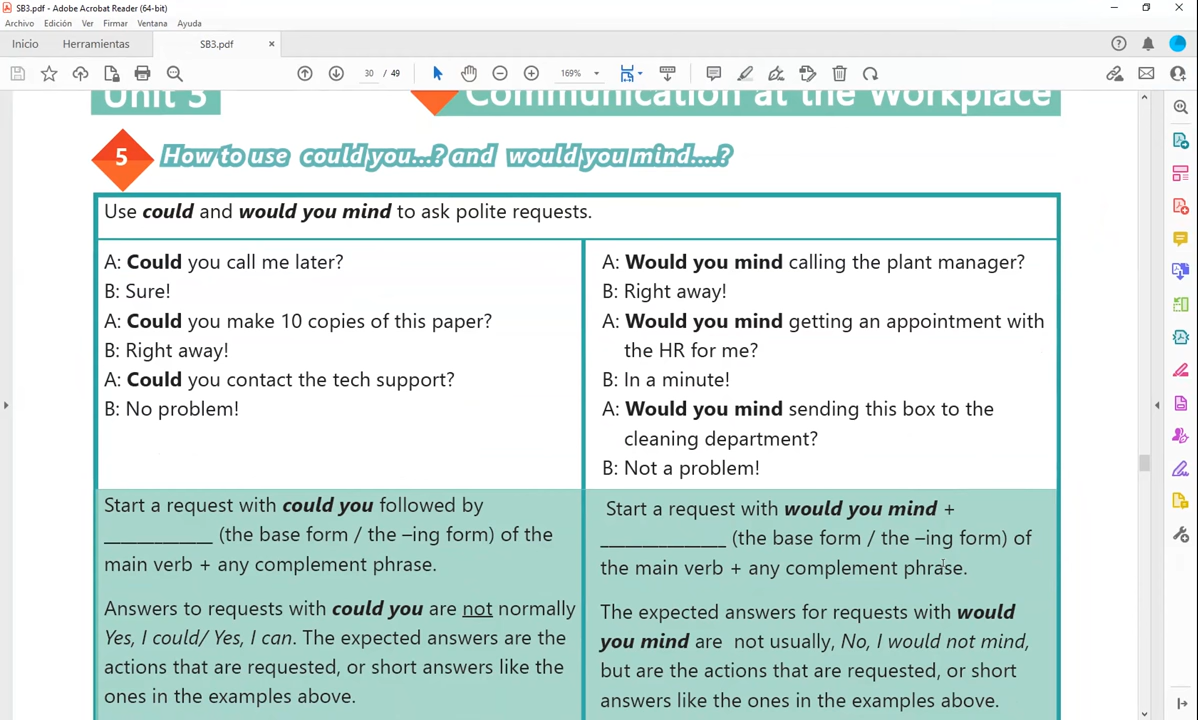 SB3.pdf - Adobe Acrobat Reader (64-bit)
Archivo Edición Ver Firmar Ventana Ayuda
Inicio Herramientas SB3.pdf ×
30 / 49 169%
Unit 3 Communication at the Workplace
5 How to use could you...? and would you mind....?
Use could and would you mind to ask polite requests.
A: Could you call me later?
B: Sure!
A: Could you make 10 copies of this paper?
B: Right away!
A: Could you contact the tech support?
B: No problem!
A: Would you mind calling the plant manager?
B: Right away!
A: Would you mind getting an appointment with
the HR for me?
B: In a minute!
A: Would you mind sending this box to the
cleaning department?
B: Not a problem!
Start a request with could you followed by
_____________ (the base form / the –ing form) of the
main verb + any complement phrase.
Answers to requests with could you are not normally
Yes, I could/ Yes, I can. The expected answers are the
actions that are requested, or short answers like the
ones in the examples above.
Start a request with would you mind +
_______________ (the base form / the –ing form) of
the main verb + any complement phrase.
The expected answers for requests with would
you mind are not usually, No, I would not mind,
but are the actions that are requested, or short
answers like the ones in the examples above.